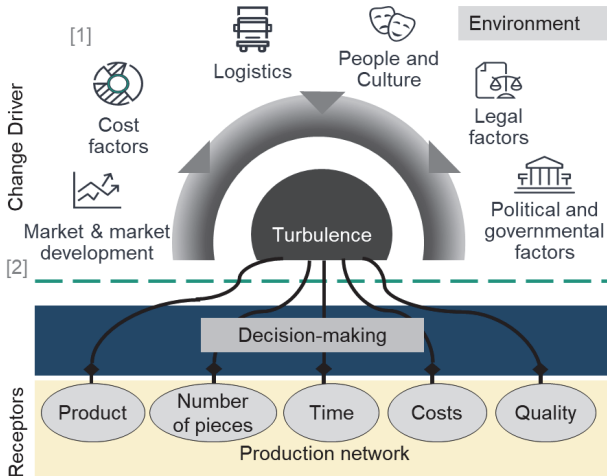 [1]
Environment
Logistics
People and
Culture
Cost
factors
Legal
factors
Change Driver
Market & market
development
Turbulence
Political and
governmental
factors
[2]
Decision-making
Receptors
Product
Number
of pieces
Time
Costs
Quality
Production network